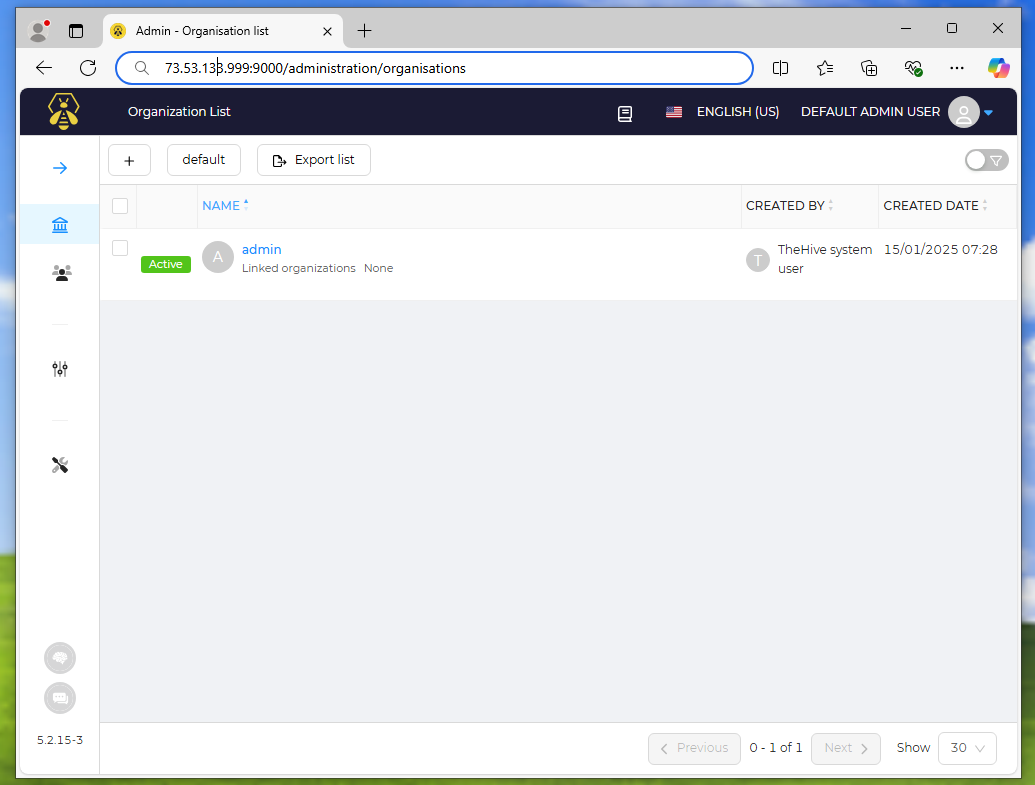 Admin - Organisation list
73.53.133.999:9000/administration/organisations
Organization List
ENGLISH (US)
DEFAULT ADMIN USER
+
default
Export list
NAME
CREATED BY
CREATED DATE
Active
A
admin
Linked organizations None
T
TheHive system
user
15/01/2025 07:28
5.2.15-3
Previous
0 - 1 of 1
Next
Show
30